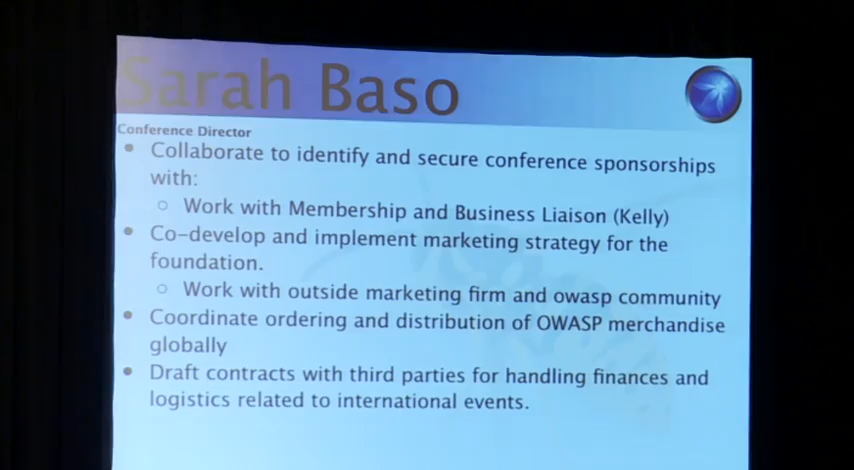 Sarah Baso
Conference Director
• Collaborate to identify and secure conference sponsorships
with:
○ Work with Membership and Business Liaison (Kelly)
• Co-develop and implement marketing strategy for the
foundation.
○ Work with outside marketing firm and owasp community
• Coordinate ordering and distribution of OWASP merchandise
globally
• Draft contracts with third parties for handling finances and
logistics related to international events.